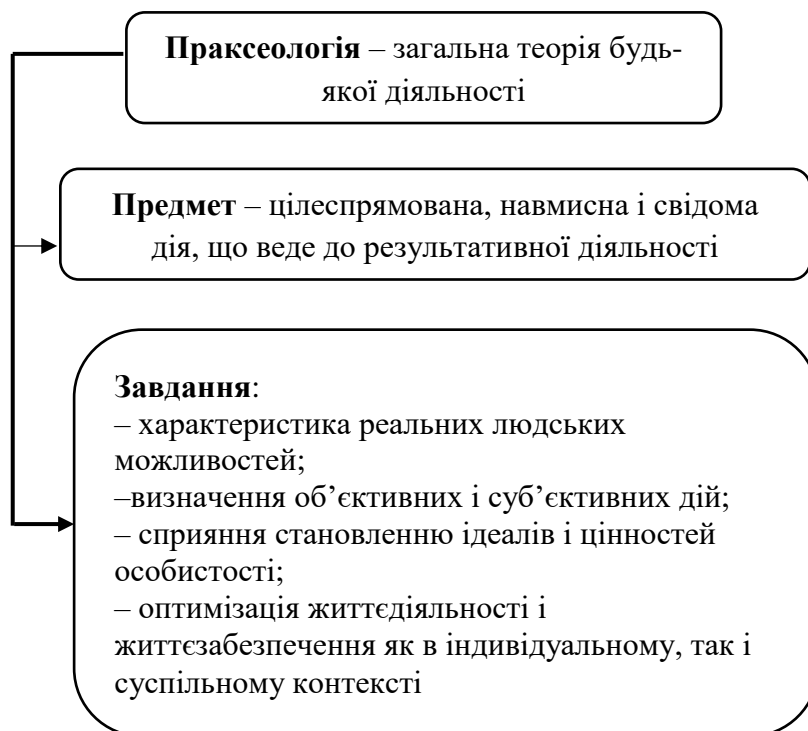 Праксеологія – загальна теорія будь-
якої діяльності
Предмет – цілеспрямована, навмисна і свідома
дія, що веде до результативної діяльності
Завдання:
– характеристика реальних людських
можливостей;
–визначення об’єктивних і суб’єктивних дій;
– сприяння становленню ідеалів і цінностей
особистості;
– оптимізація життєдіяльності і
життєзабезпечення як в індивідуальному, так і
суспільному контексті